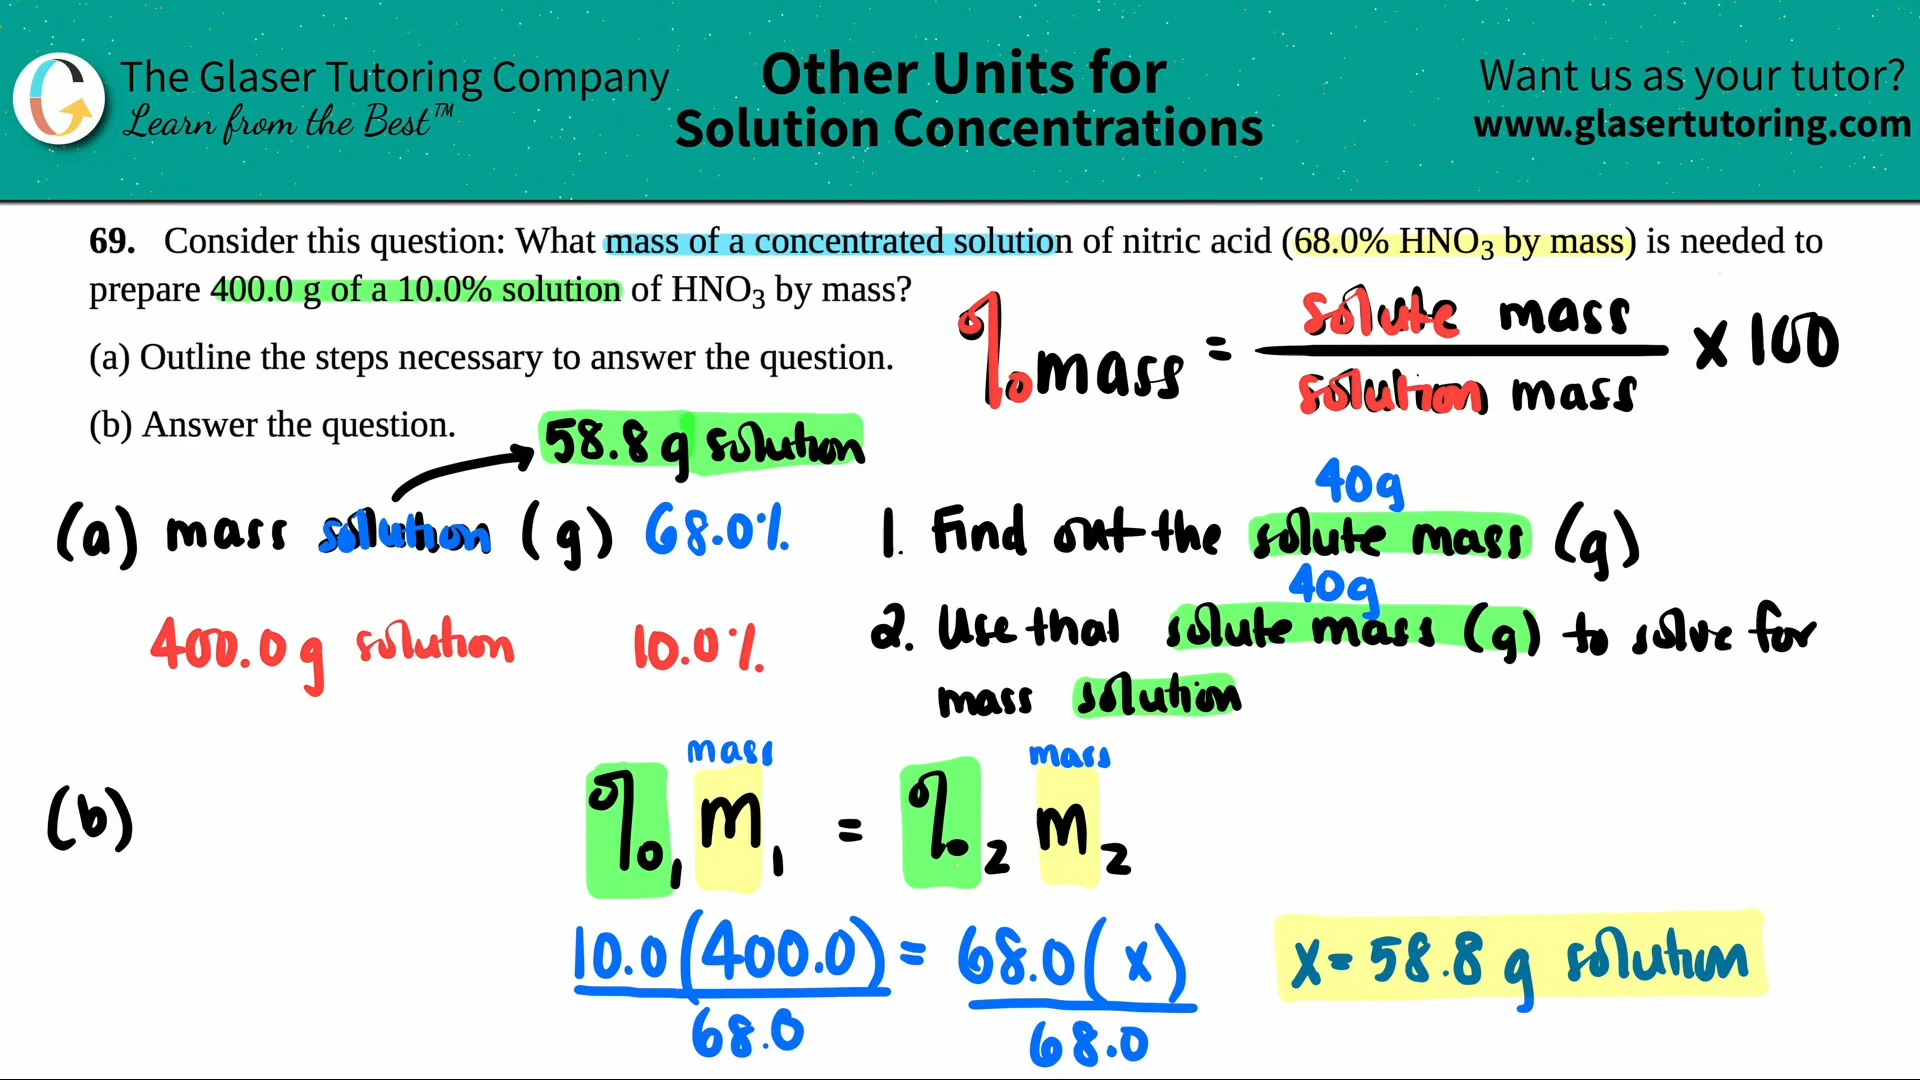 The Glaser Tutoring Company
Learn from the Best™
Other Units for
Solution Concentrations
Want us as your tutor?
www.glasertutoring.com
69. Consider this question: What mass of a concentrated solution of nitric acid (68.0% HNO₃ by mass) is needed to
prepare 400.0 g of a 10.0% solution of HNO₃ by mass?
(a) Outline the steps necessary to answer the question.
(b) Answer the question.
% mass = solute mass / solution mass x 100
58.8 g solution
(a) mass solution (g) 68.0%
400.0 g solution 10.0%
40g
1. Find out the solute mass (g)
40g
2. Use that solute mass (g) to solve for
mass solution
mass mass
(b) %₁ m₁ = %₂ m₂
10.0(400.0) = 68.0(x)
68.0 68.0
x = 58.8 g solution